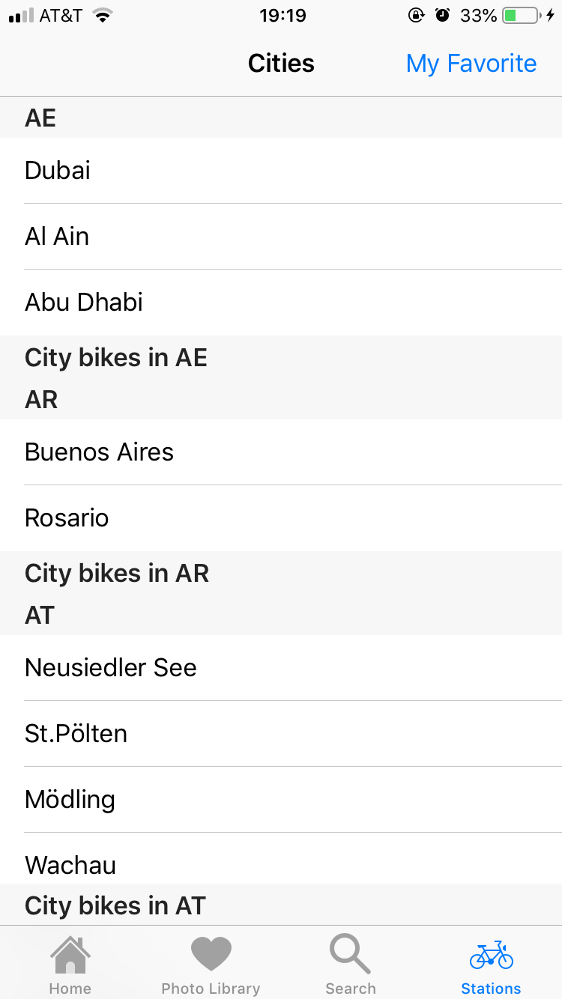 AT&T 19:19 33%
Cities My Favorite
AE
Dubai
Al Ain
Abu Dhabi
City bikes in AE
AR
Buenos Aires
Rosario
City bikes in AR
AT
Neusiedler See
St.Pölten
Mödling
Wachau
City bikes in AT
Home Photo Library Search Stations